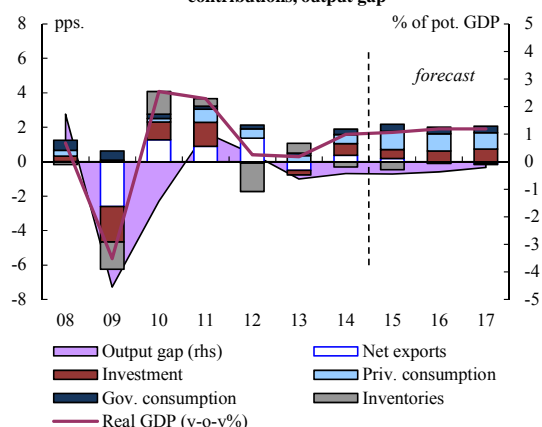 contributions, output gap
pps.
% of pot. GDP
8
6
4
2
0
-2
-4
-6
-8
5
4
3
2
1
0
-1
-2
-3
-4
-5
forecast
08 09 10 11 12 13 14 15 16 17
Output gap (rhs)
Net exports
Investment
Priv. consumption
Gov. consumption
Inventories
Real GDP (y-o-y%)